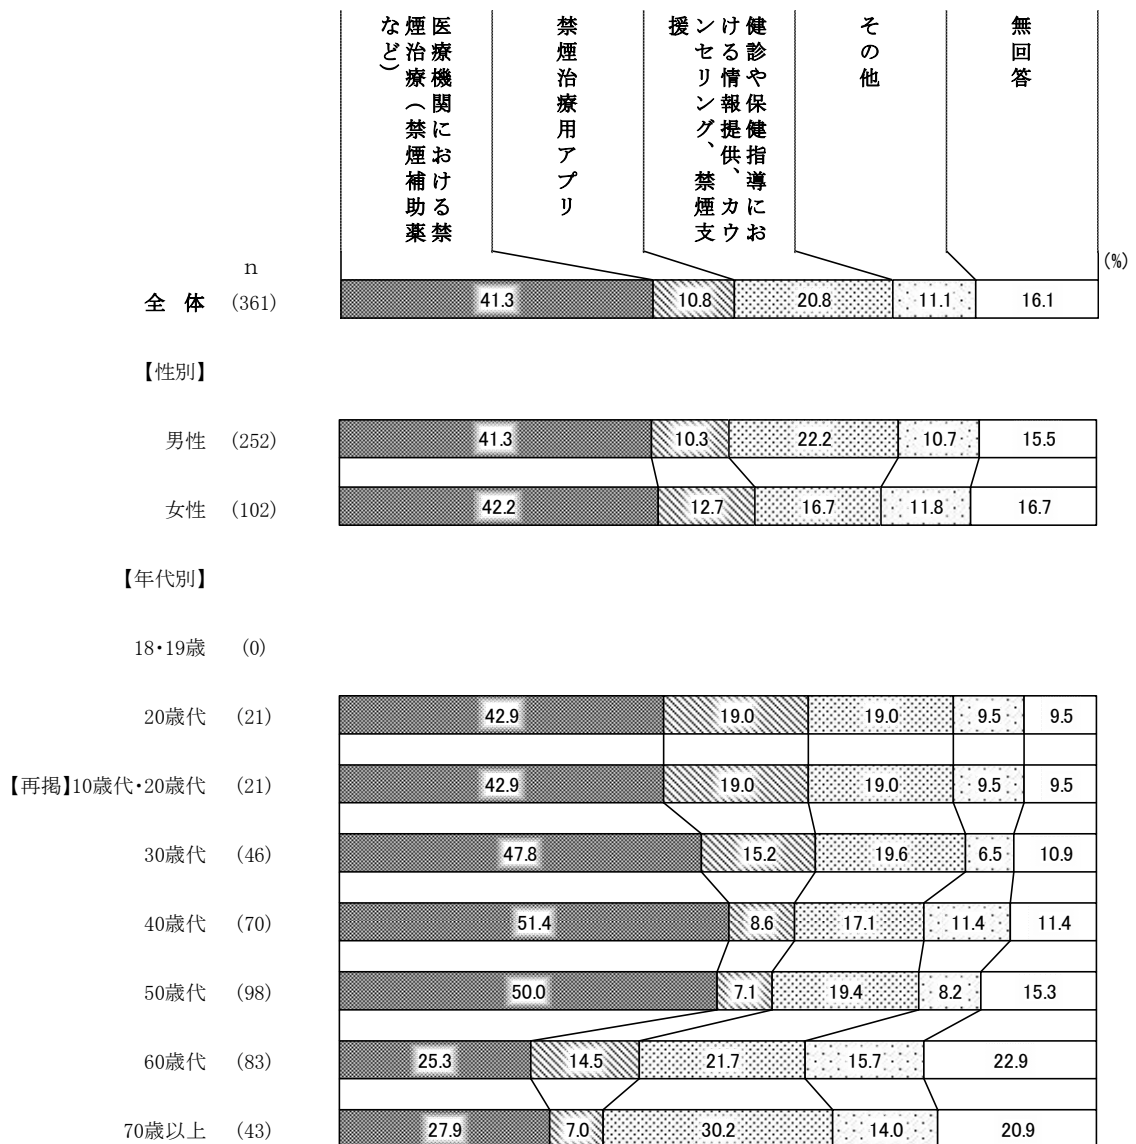 医療機関における禁
煙治療（禁煙補助薬
など）
禁煙治療用アプリ
健診や保健指導にお
ける情報提供、カウ
ンセリング、禁煙支
援
その他
無回答
(%)
n
全 体 (361) 41.3 10.8 20.8 11.1 16.1
【性別】
男性 (252) 41.3 10.3 22.2 10.7 15.5
女性 (102) 42.2 12.7 16.7 11.8 16.7
【年代別】
18・19歳 (0)
20歳代 (21) 42.9 19.0 19.0 9.5 9.5
【再掲】10歳代・20歳代 (21) 42.9 19.0 19.0 9.5 9.5
30歳代 (46) 47.8 15.2 19.6 6.5 10.9
40歳代 (70) 51.4 8.6 17.1 11.4 11.4
50歳代 (98) 50.0 7.1 19.4 8.2 15.3
60歳代 (83) 25.3 14.5 21.7 15.7 22.9
70歳以上 (43) 27.9 7.0 30.2 14.0 20.9